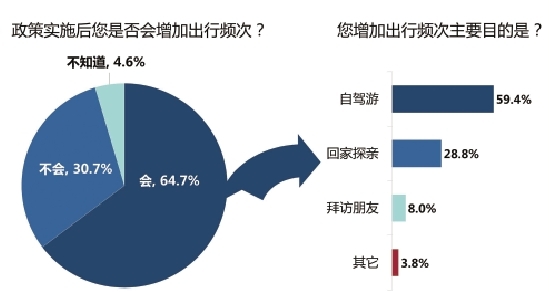 政策实施后您是否会增加出行频次？
不知道, 4.6%
不会, 30.7%
会, 64.7%
您增加出行频次主要目的是？
自驾游 59.4%
回家探亲 28.8%
拜访朋友 8.0%
其它 3.8%